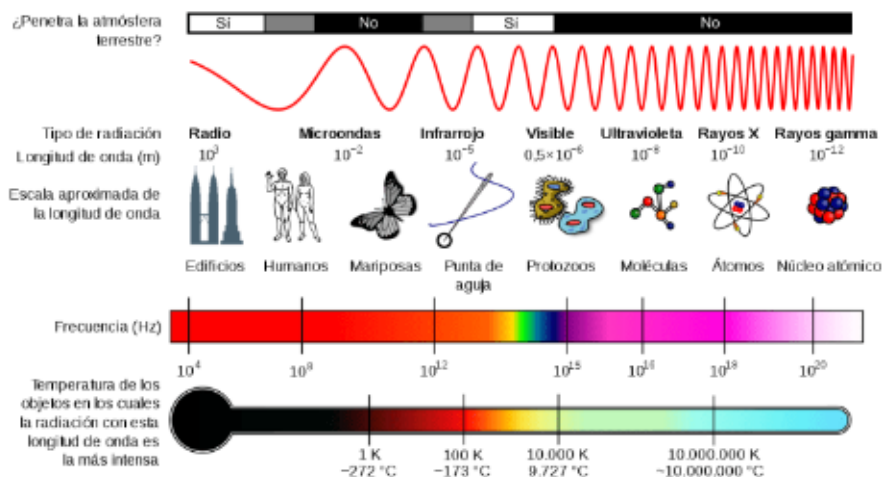 ¿Penetra la atmósfera
terrestre?
Sí
No
Sí
No
Tipo de radiación
Radio
Microondas
Infrarrojo
Visible
Ultravioleta
Rayos X
Rayos gamma
Longitud de onda (m)
10³
10⁻²
10⁻⁵
0,5×10⁻⁶
10⁻⁸
10⁻¹⁰
10⁻¹²
Escala aproximada de
la longitud de onda
Edificios
Humanos
Mariposas
Punta de
aguja
Protozoos
Moléculas
Átomos
Núcleo atómico
Frecuencia (Hz)
10⁴
10⁸
10¹²
10¹⁵
10¹⁶
10¹⁸
10²⁰
Temperatura de los
objetos en los cuales
la radiación con esta
longitud de onda es
la más intensa
1 K
−272 °C
100 K
−173 °C
10.000 K
9.727 °C
10.000.000 K
~10.000.000 °C